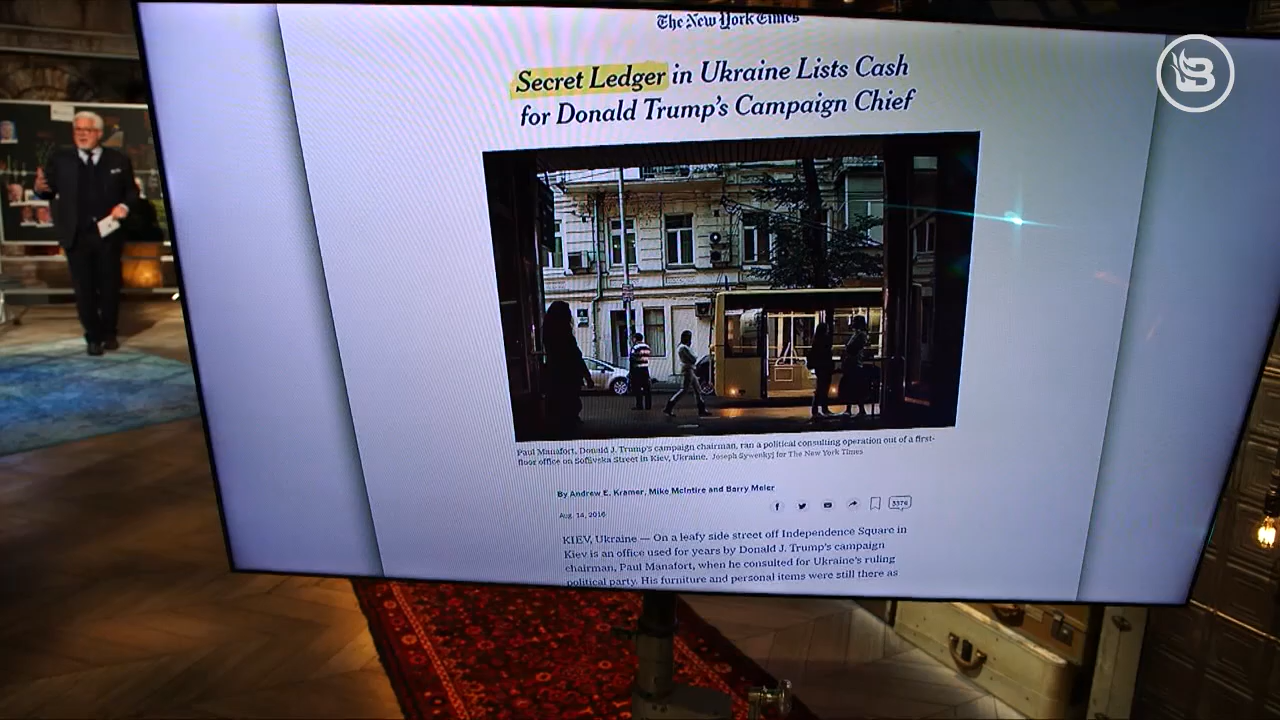 The New York Times
Secret Ledger in Ukraine Lists Cash
for Donald Trump's Campaign Chief
Paul Manafort, Donald J. Trump's campaign chairman, ran a political consulting operation out of a first-
floor office on Sofiivska Street in Kiev, Ukraine. Joseph Sywenkyj for The New York Times
By Andrew E. Kramer, Mike McIntire and Barry Meier
Aug. 14, 2016
3376
KIEV, Ukraine — On a leafy side street off Independence Square in
Kiev is an office used for years by Donald J. Trump's campaign
chairman, Paul Manafort, when he consulted for Ukraine's ruling
political party. His furniture and personal items were still there as
B